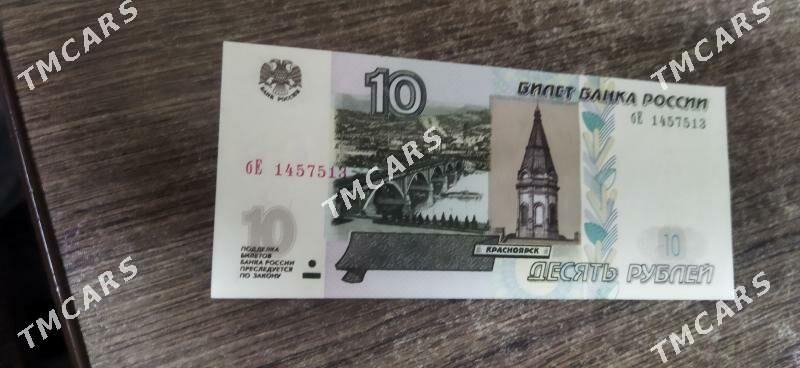 TMCARS
TMCARS
TMCARS
БАНК РОССИИ
10
БИЛЕТ БАНКА РОССИИ
бЕ 1457513
бЕ 1457513
TMCARS
10
ПОДДЕЛКА
БИЛЕТОВ
БАНКА РОССИИ
ПРЕСЛЕДУЕТСЯ
ПО ЗАКОНУ
КРАСНОЯРСК
10
ДЕСЯТЬ РУБЛЕЙ
TMCARS
TMCARS